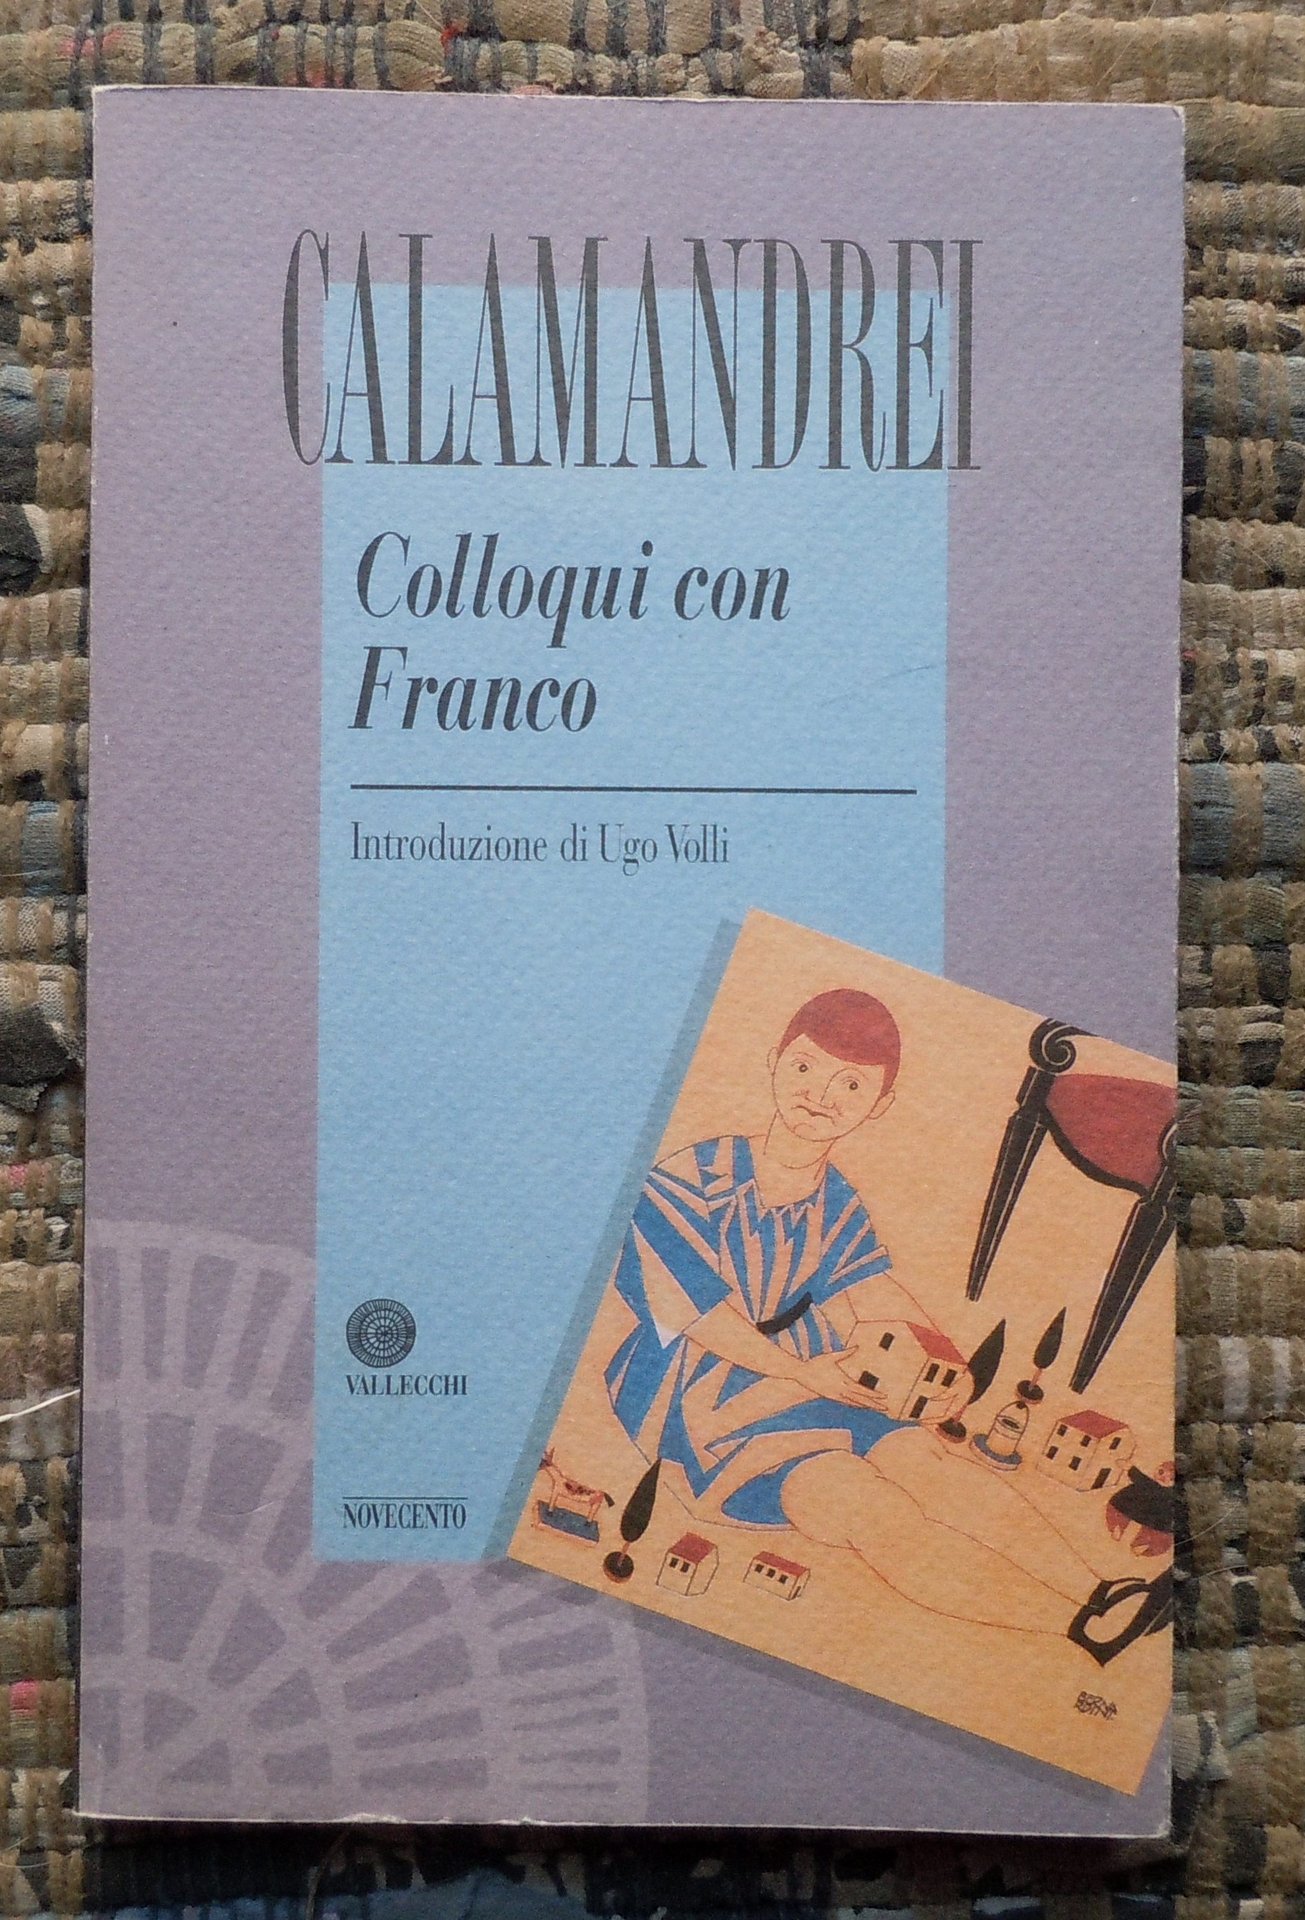 CALAMANDREI
Colloqui con
Franco
Introduzione di Ugo Volli
VALLECCHI
NOVECENTO